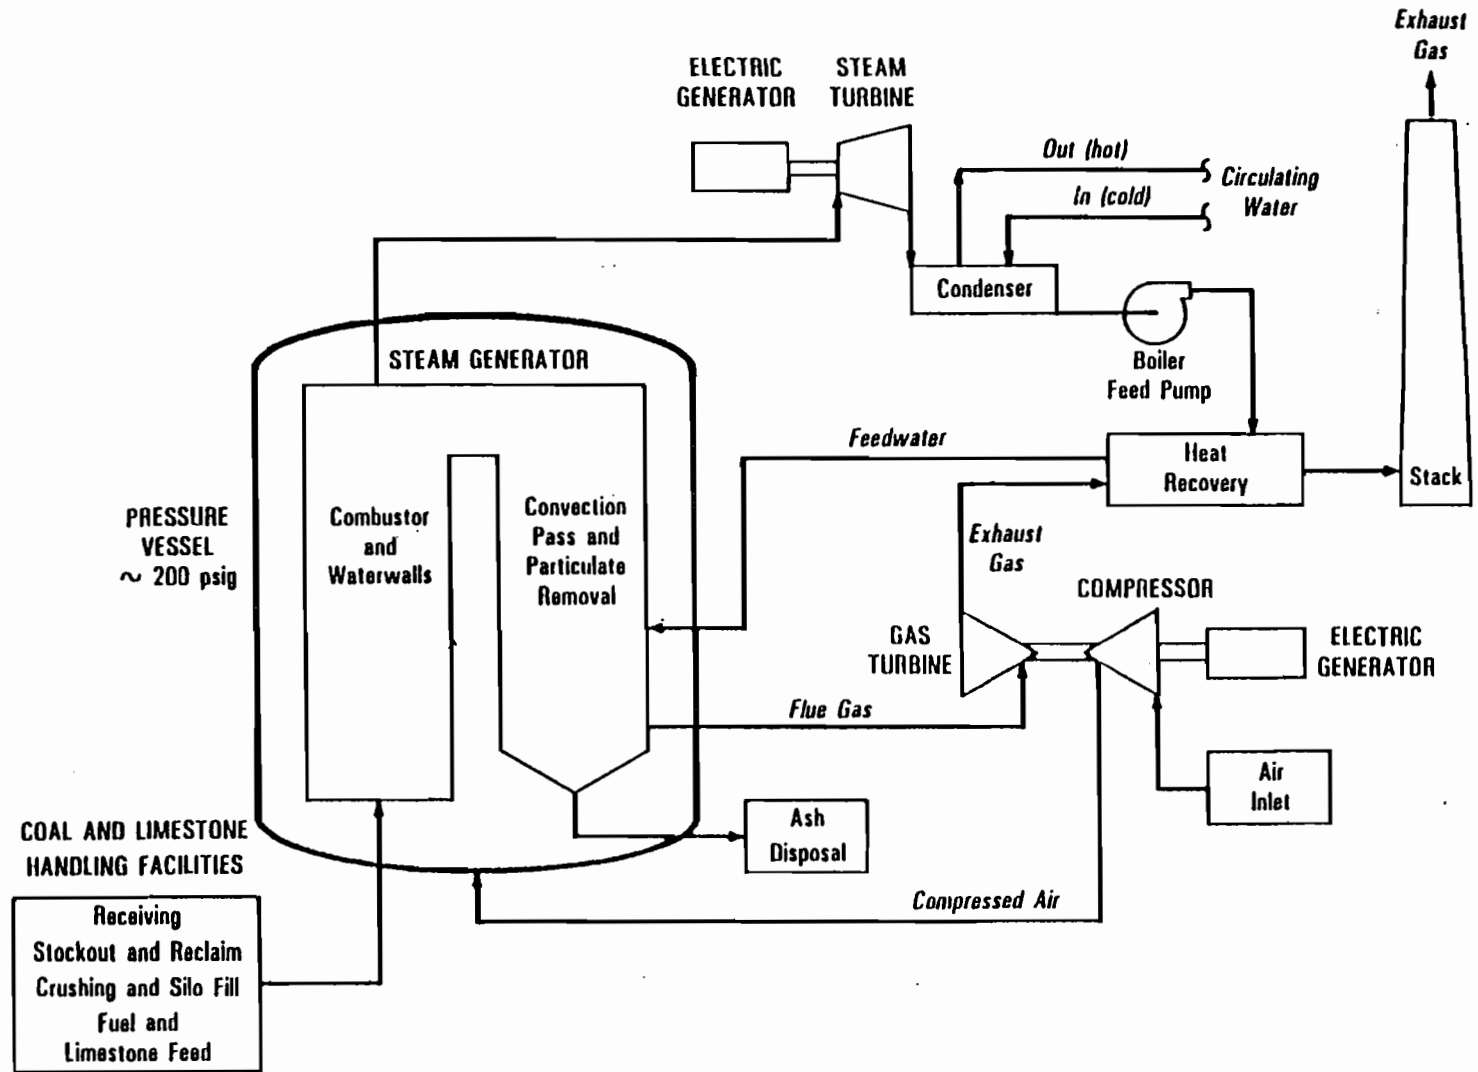 Exhaust
Gas
ELECTRIC
GENERATOR
STEAM
TURBINE
Out (hot)
In (cold)
Circulating
Water
Condenser
Boiler
Feed Pump
STEAM GENERATOR
Feedwater
Heat
Recovery
Stack
PRESSURE
VESSEL
~ 200 psig
Combustor
and
Waterwalls
Convection
Pass and
Particulate
Removal
Exhaust
Gas
COMPRESSOR
GAS
TURBINE
ELECTRIC
GENERATOR
Flue Gas
Air
Inlet
Ash
Disposal
COAL AND LIMESTONE
HANDLING FACILITIES
Compressed Air
Receiving
Stockout and Reclaim
Crushing and Silo Fill
Fuel and
Limestone Feed